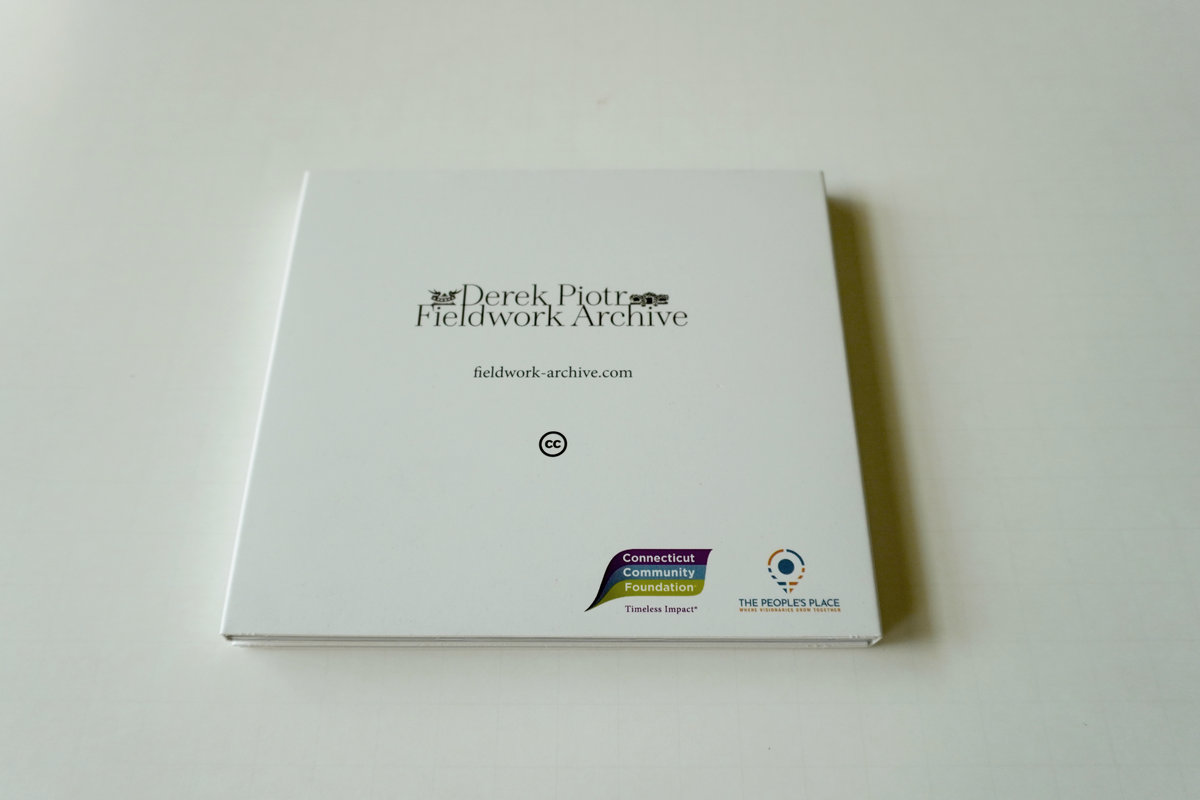 Derek Piotr
Fieldwork Archive
fieldwork-archive.com
cc
Connecticut
Community
Foundation
Timeless Impact®
THE PEOPLE'S PLACE
WHERE VISIONARIES GROW TOGETHER